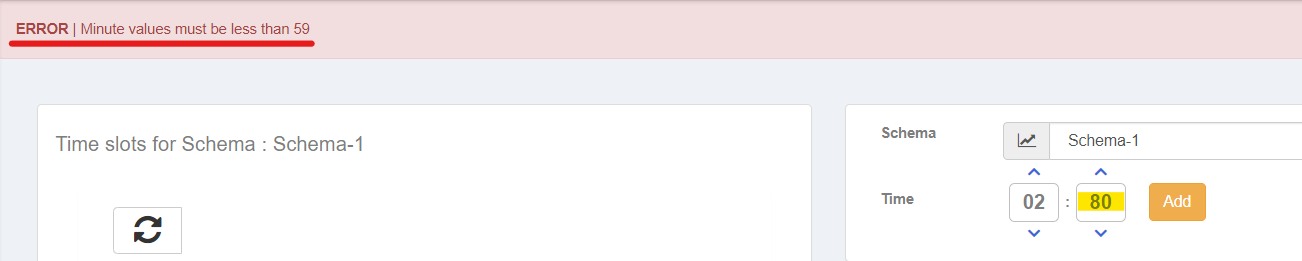 ERROR | Minute values must be less than 59
Time slots for Schema : Schema-1
Schema
Schema-1
Time
02 : 80
Add